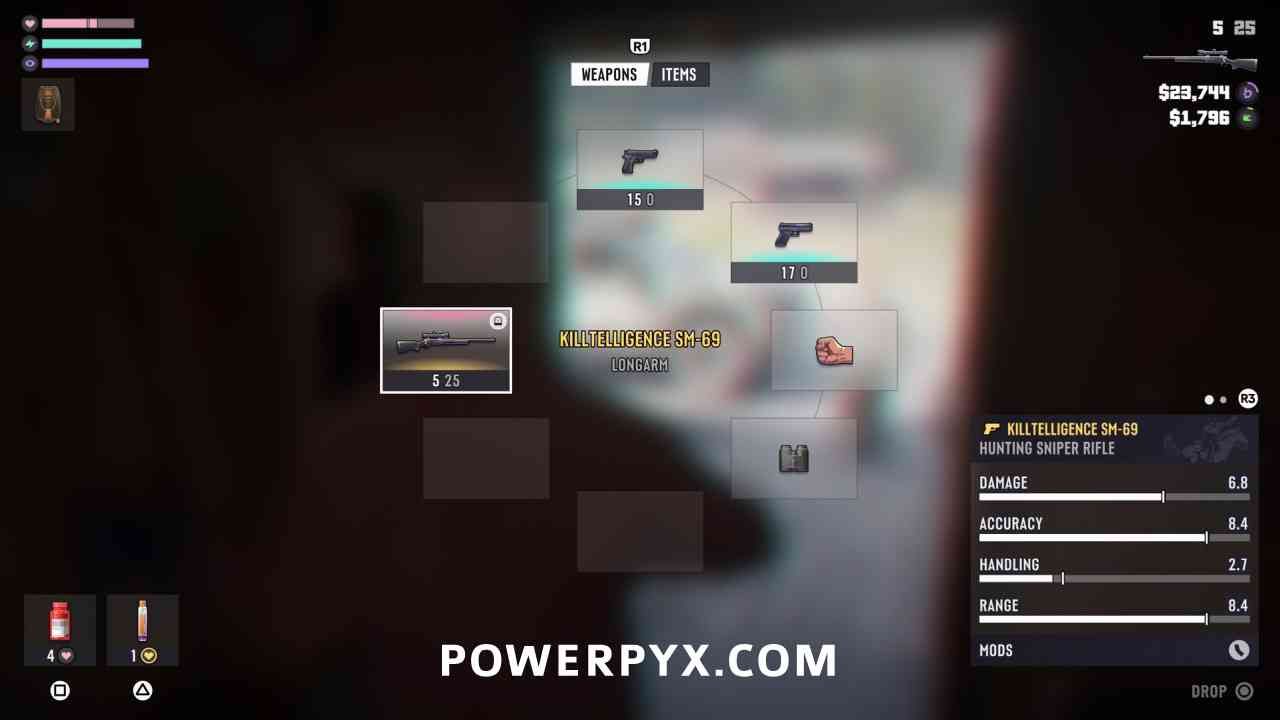 R1
WEAPONS ITEMS
5 25
$23,744
$1,796
15 0
17 0
5 25
KILLTELLIGENCE SM-69
LONGARM
R3
KILLTELLIGENCE SM-69
HUNTING SNIPER RIFLE
DAMAGE 6.8
ACCURACY 8.4
HANDLING 2.7
RANGE 8.4
MODS
DROP
4
1
POWERPYX.COM